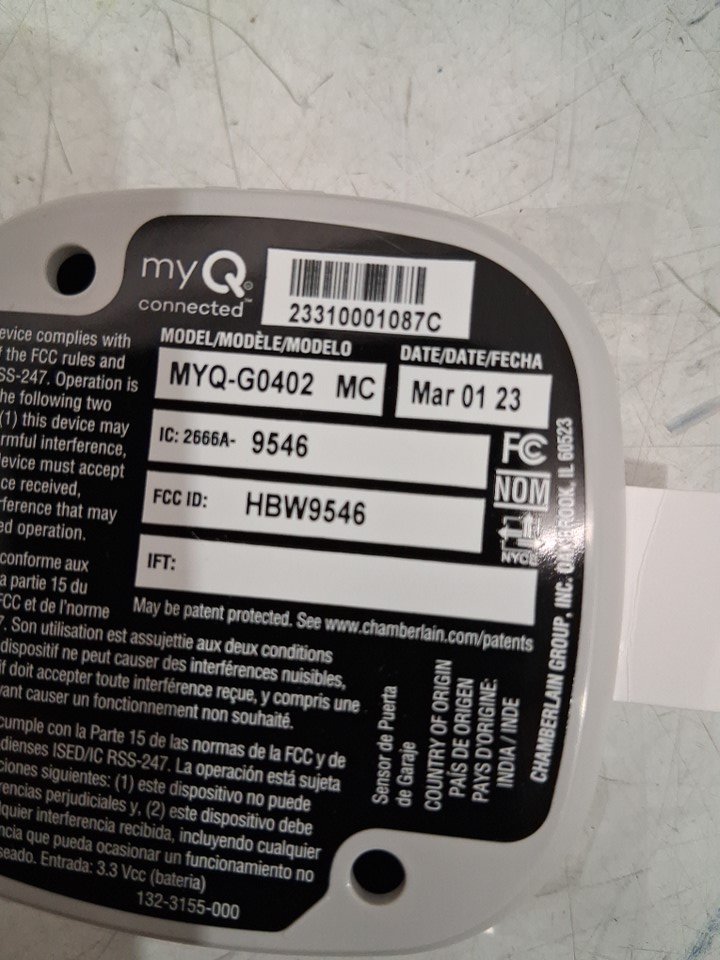 myQ
connected™
23310001087C
MODEL/MODÈLE/MODELO
DATE/DATE/FECHA
MYQ-G0402 MC
Mar 01 23
IC: 2666A- 9546
FC
FCC ID: HBW9546
NOM
NYCE
IFT:
May be patent protected. See www.chamberlain.com/patents
evice complies with
f the FCC rules and
SS-247. Operation is
he following two
(1) this device may
rmful interference,
evice must accept
ce received,
ference that may
ed operation.
conforme aux
a partie 15 du
FCC et de l'norme
7. Son utilisation est assujettie aux deux conditions
dispositif ne peut causer des interférences nuisibles,
if doit accepter toute interférence reçue, y compris une
vant causer un fonctionnement non souhaité.
cumple con la Parte 15 de las normas de la FCC y de
dienses ISED/IC RSS-247. La operación está sujeta
ciones siguientes: (1) este dispositivo no puede
rencias perjudiciales y, (2) este dispositivo debe
lquier interferencia recibida, incluyendo cualquier
ncia que pueda ocasionar un funcionamiento no
seado. Entrada: 3.3 Vcc (bateria)
132-3155-000
Sensor de Puerta
de Garaje
COUNTRY OF ORIGIN
PAÍS DE ORIGEN
PAYS D'ORIGINE:
INDIA / INDE
CHAMBERLAIN GROUP, INC. OAK BROOK, IL 60523